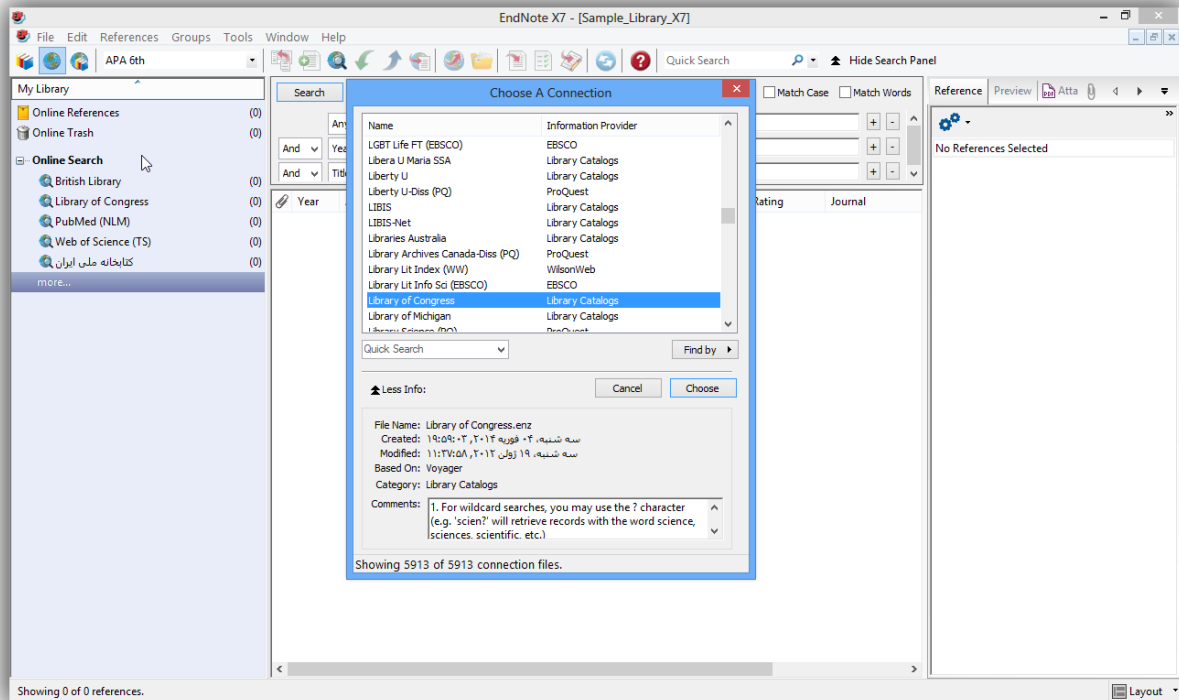 EndNote X7 - [Sample_Library_X7]
File Edit References Groups Tools Window Help
APA 6th
Quick Search
Hide Search Panel
My Library
Online References (0)
Online Trash (0)
Online Search
British Library (0)
Library of Congress (0)
PubMed (NLM) (0)
Web of Science (TS) (0)
کتابخانه ملی ایران (0)
more...
Search
Match Case Match Words
And
And
Year
Rating
Journal
Choose A Connection
Name Information Provider
LGBT Life FT (EBSCO) EBSCO
Libera U Maria SSA Library Catalogs
Liberty U Library Catalogs
Liberty U-Diss (PQ) ProQuest
LIBIS Library Catalogs
LIBIS-Net Library Catalogs
Libraries Australia Library Catalogs
Library Archives Canada-Diss (PQ) ProQuest
Library Lit Index (WW) WilsonWeb
Library Lit Info Sci (EBSCO) EBSCO
Library of Congress Library Catalogs
Library of Michigan Library Catalogs
Library Science (PQ) ProQuest
Quick Search
Find by
Less Info:
Cancel
Choose
File Name: Library of Congress.enz
Created: سه شنبه، ۰۴ فوریه ۲۰۱۴, ۱۹:۵۹:۰۳
Modified: سه شنبه، ۱۹ ژوئن ۲۰۱۲, ۱۱:۳۷:۵۸
Based On: Voyager
Category: Library Catalogs
Comments: 1. For wildcard searches, you may use the ? character
(e.g. 'scien?' will retrieve records with the word science,
sciences, scientific, etc.)
Showing 5913 of 5913 connection files.
Reference Preview Atta
No References Selected
Showing 0 of 0 references.
Layout